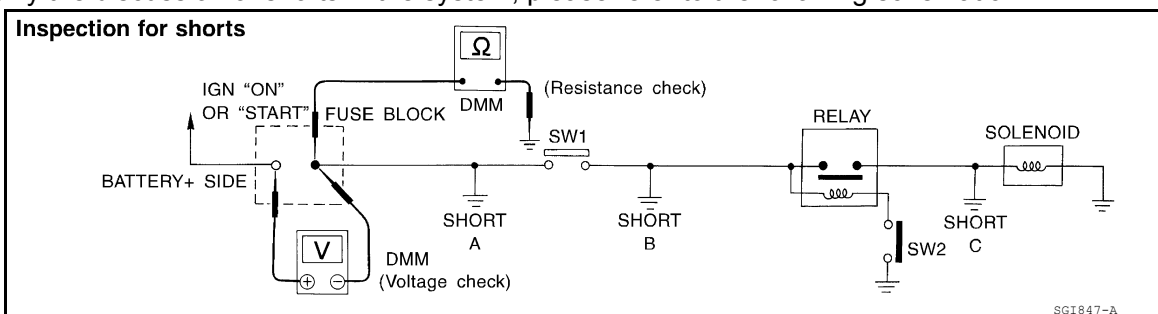 Inspection for shorts
Ω
IGN “ON”
OR “START”
FUSE BLOCK
DMM
(Resistance check)
SW1
RELAY
SOLENOID
BATTERY+ SIDE
SHORT
A
SHORT
B
SHORT
C
SW2
V
+ −
DMM
(Voltage check)
SGI847-A